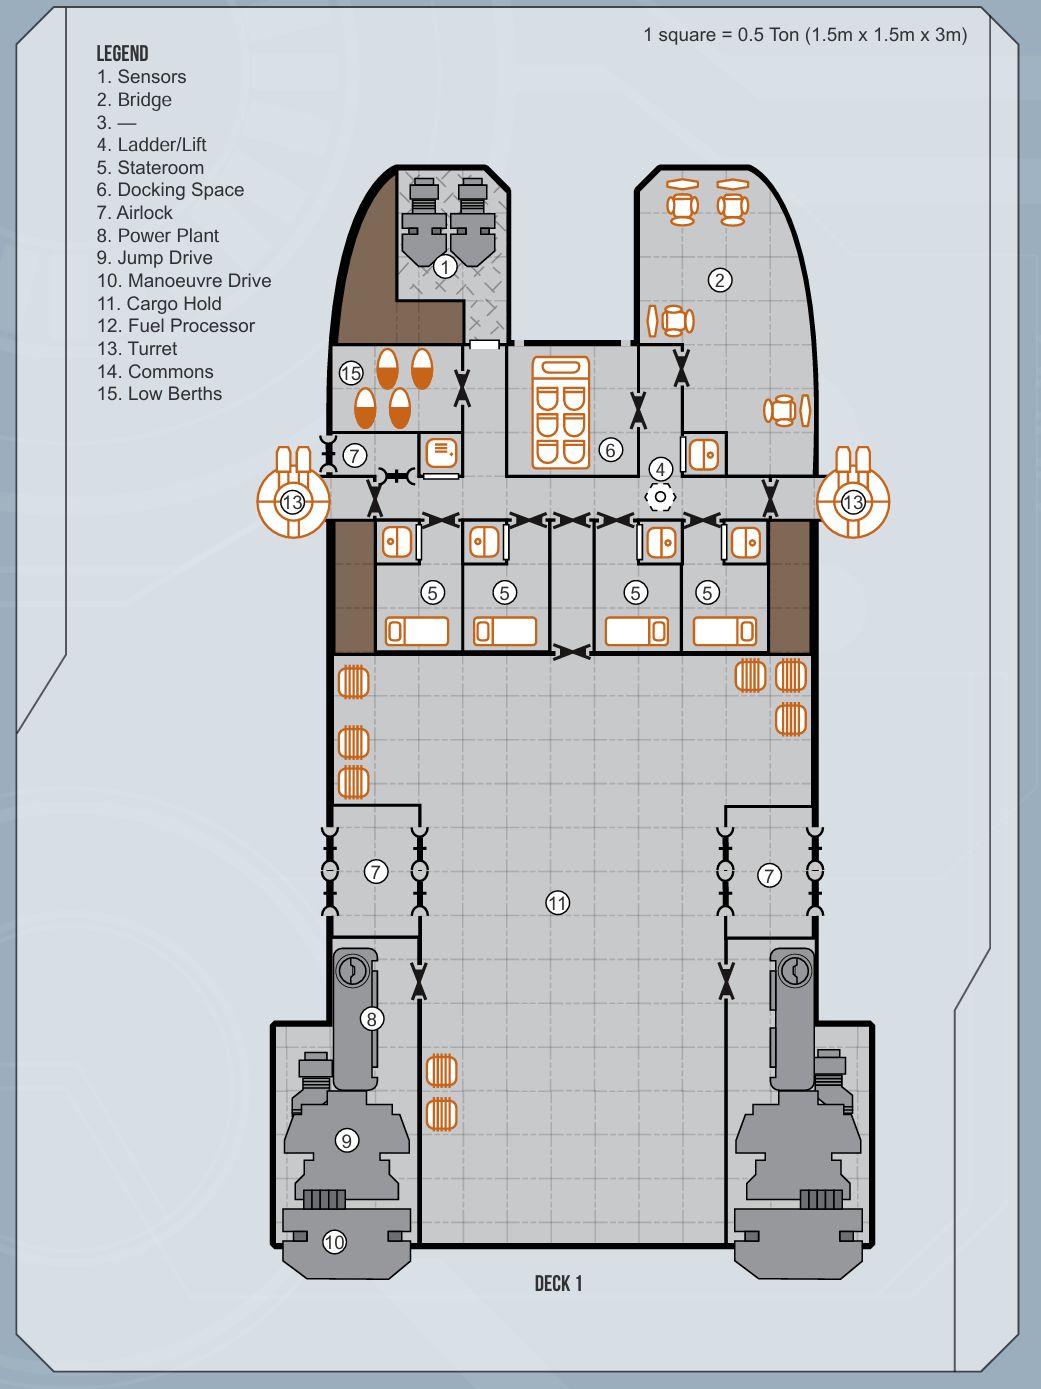 1 square = 0.5 Ton (1.5m x 1.5m x 3m)
LEGEND
1. Sensors
2. Bridge
3. —
4. Ladder/Lift
5. Stateroom
6. Docking Space
7. Airlock
8. Power Plant
9. Jump Drive
10. Manoeuvre Drive
11. Cargo Hold
12. Fuel Processor
13. Turret
14. Commons
15. Low Berths
1
2
15
6
7
4
13
13
5
5
5
5
7
7
11
8
9
10
DECK 1